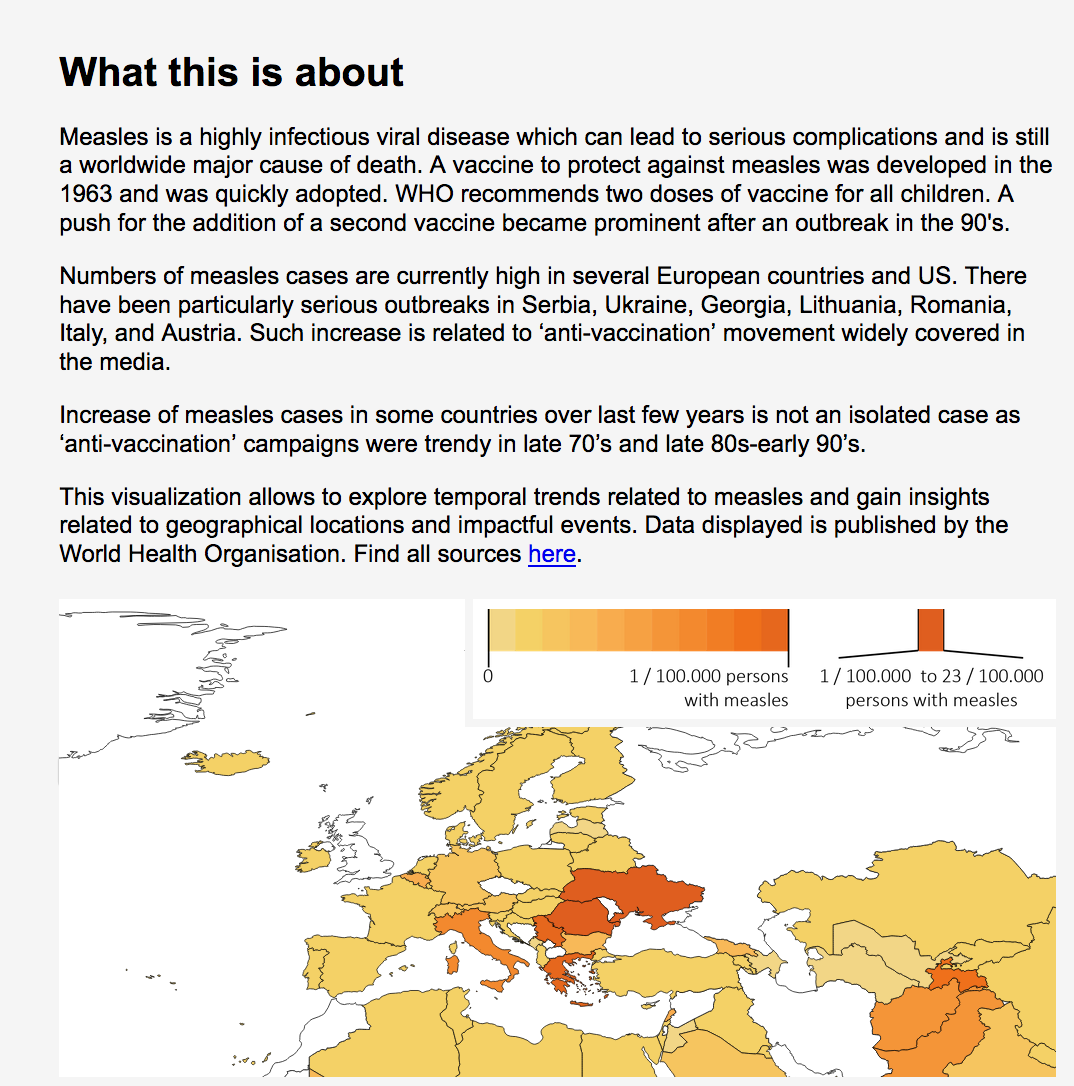 What this is about
Measles is a highly infectious viral disease which can lead to serious complications and is still
a worldwide major cause of death. A vaccine to protect against measles was developed in the
1963 and was quickly adopted. WHO recommends two doses of vaccine for all children. A
push for the addition of a second vaccine became prominent after an outbreak in the 90's.
Numbers of measles cases are currently high in several European countries and US. There
have been particularly serious outbreaks in Serbia, Ukraine, Georgia, Lithuania, Romania,
Italy, and Austria. Such increase is related to ‘anti-vaccination’ movement widely covered in
the media.
Increase of measles cases in some countries over last few years is not an isolated case as
‘anti-vaccination’ campaigns were trendy in late 70’s and late 80s-early 90’s.
This visualization allows to explore temporal trends related to measles and gain insights
related to geographical locations and impactful events. Data displayed is published by the
World Health Organisation. Find all sources here.
0
1 / 100.000 persons
with measles
1 / 100.000 to 23 / 100.000
persons with measles